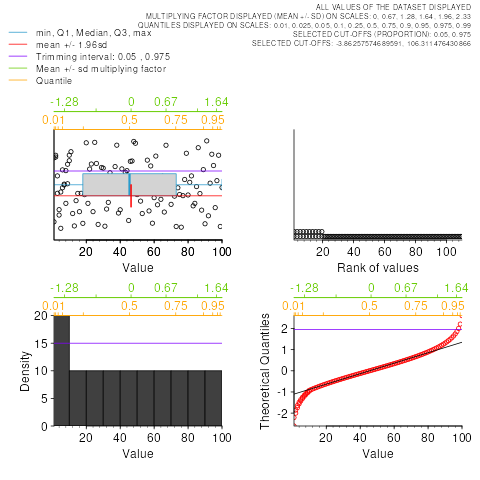 ALL VALUES OF THE DATASET DISPLAYED
MULTIPLYING FACTOR DISPLAYED (MEAN +/- SD) ON SCALES: 0, 0.67, 1.28, 1.64, 1.96, 2.33
QUANTILES DISPLAYED ON SCALES: 0.01, 0.025, 0.05, 0.1, 0.25, 0.5, 0.75, 0.9, 0.95, 0.975, 0.99
SELECTED CUT-OFFS (PROPORTION): 0.05, 0.975
SELECTED CUT-OFFS: -3.86257574689591, 106.311476430866
min, Q1, Median, Q3, max
mean +/- 1.96sd
Trimming interval: 0.05 , 0.975
Mean +/- sd multiplying factor
Quantile
-1.28 0 0.67 1.64
0.01 0.5 0.75 0.95
20 40 60 80 100
Value
20 40 60 80 100
Rank of values
-1.28 0 0.67 1.64
0.01 0.5 0.75 0.95
20
15
10
5
0
Density
20 40 60 80 100
Value
-1.28 0 0.67 1.64
0.01 0.5 0.75 0.95
2
1
0
-1
-2
Theoretical Quantiles
20 40 60 80 100
Value